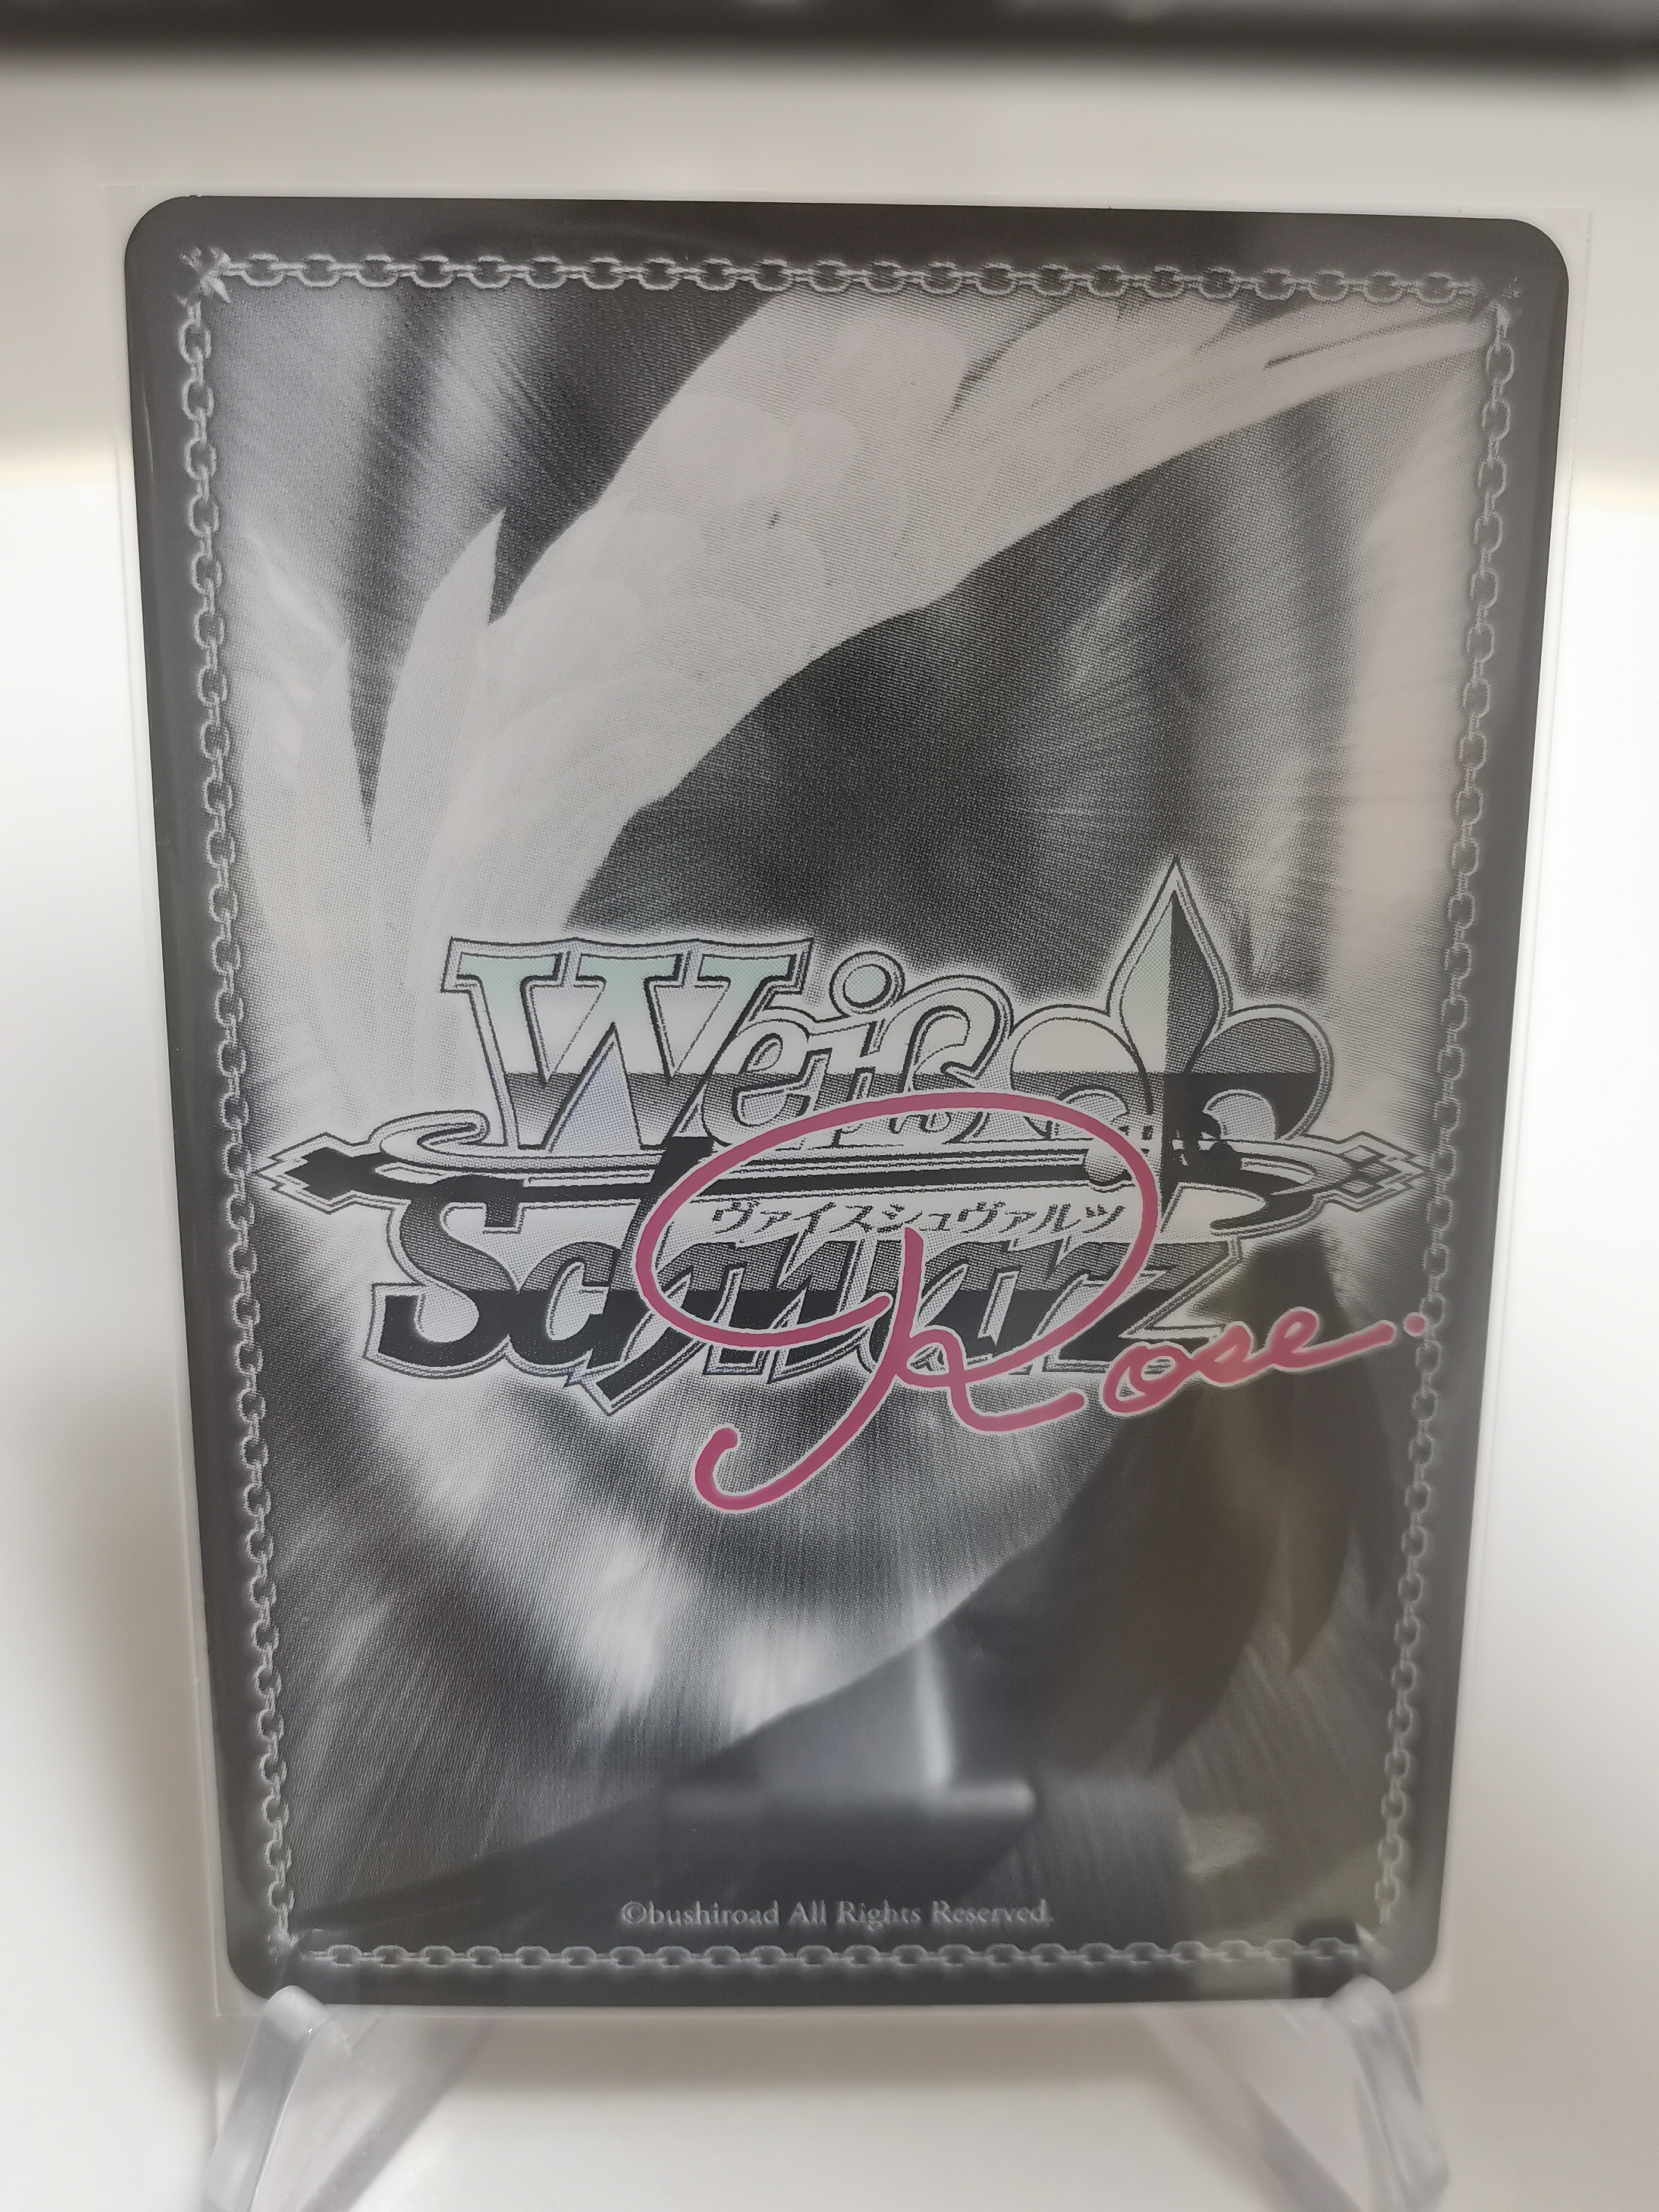 Weiß
ヴァイスシュヴァルツ
Schwarz
Rose.
©bushiroad All Rights Reserved.